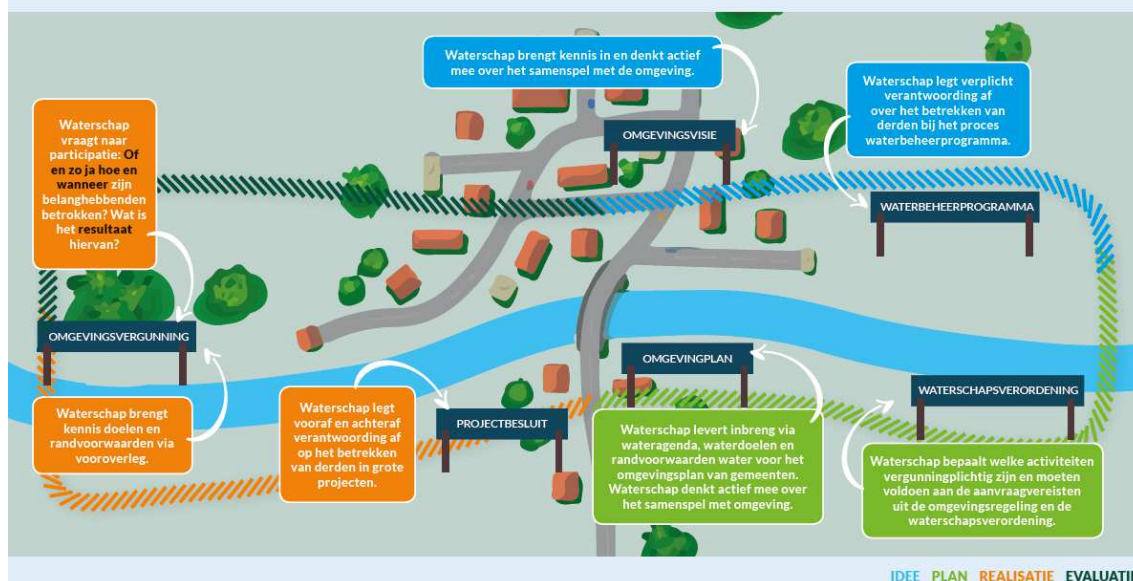 Waterschap brengt kennis in en denkt actief
mee over het samenspel met de omgeving.
OMGEVINGSVISIE
Waterschap legt verplicht
verantwoording af
over het betrekken van
derden bij het proces
waterbeheerprogramma.
WATERBEHEERPROGRAMMA
Waterschap
vraagt naar
participatie: Of
en zo ja hoe en
wanneer zijn
belanghebbenden
betrokken? Wat is
het resultaat
hiervan?
OMGEVINGSVERGUNNING
Waterschap brengt
kennis doelen en
randvoorwaarden via
vooroverleg.
Waterschap legt
vooraf en achteraf
verantwoording af
op het betrekken
van derden in grote
projecten.
PROJECTBESLUIT
OMGEVINGPLAN
Waterschap levert inbreng via
wateragenda, waterdoelen en
randvoorwaarden water voor het
omgevingsplan van gemeenten.
Waterschap denkt actief mee over
het samenspel met omgeving.
WATERSCHAPSVERORDENING
Waterschap bepaalt welke activiteiten
vergunningplichtig zijn en moeten
voldoen aan de aanvraagvereisten
uit de omgevingsregeling en de
waterschapsverordening.
IDEE PLAN REALISATIE EVALUATIE